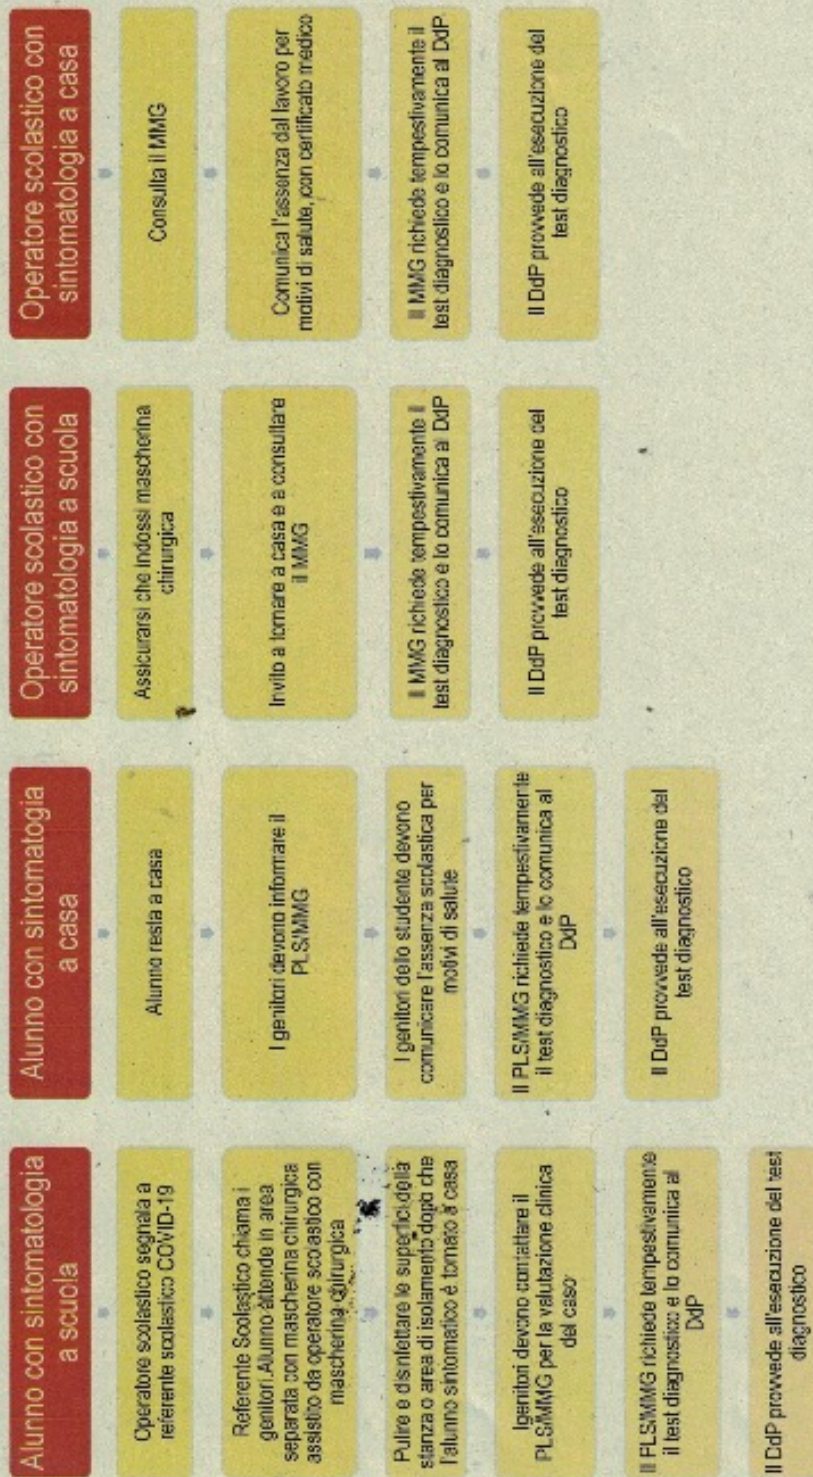 Alunno con sintomatologia
a scuola
Operatore scolastico segnala a
referente scolastico COVID-19
Referente Scolastico chiama i
genitori. Alunno attende in area
separata con mascherina chirurgica
assistito da operatore scolastico con
mascherina chirurgica
Pulire e disinfettare le superfici della
stanza o area di isolamento dopo che
l'alunno sintomatico è tornato a casa
Igenitori devono contattare il
PLS/MMG per la valutazione clinica
del caso
Il PLS/MMG richiede tempestivamente
il test diagnostico e lo comunica al
DdP
Il DdP provvede all'esecuzione del test
diagnostico
Alunno con sintomatogia
a casa
Alunno resta a casa
I genitori devono informare il
PLS/MMG
I genitori dello studente devono
comunicare l'assenza scolastica per
motivi di salute
Il PLS/MMG richiede tempestivamente
il test diagnostico e lo comunica al
DdP
Il DdP provvede all'esecuzione del
test diagnostico
Operatore scolastico con
sintomatologia a scuola
Assicurarsi che indossi mascherina
chirurgica
Invito a tornare a casa e a consultare
il MMG
Il MMG richiede tempestivamente il
test diagnostico e lo comunica al DdP
Il DdP provvede all'esecuzione del
test diagnostico
Operatore scolastico con
sintomatologia a casa
Consulta il MMG
Comunica l'assenza dal lavoro per
motivi di salute, con certificato medico
Il MMG richiede tempestivamente il
test diagnostico e lo comunica al DdP
Il DdP provvede all'esecuzione del
test diagnostico